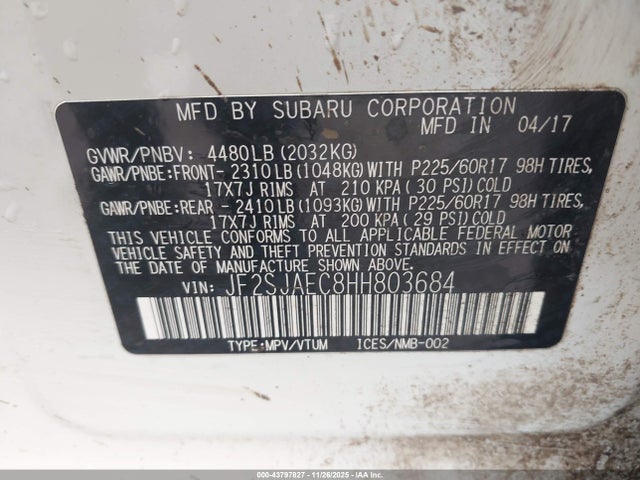 MFD BY SUBARU CORPORATION
MFD IN 04/17
GVWR/PNBV: 4480LB (2032KG)
GAWR/PNBE:FRONT- 2310LB (1048KG)WITH P225/60R17 98H TIRES,
17X7J RIMS AT 210 KPA (30 PSI)COLD
GAWR/PNBE:REAR - 2410LB (1093KG)WITH P225/60R17 98H TIRES,
17X7J RIMS AT 200 KPA (29 PSI)COLD
THIS VEHICLE CONFORMS TO ALL APPLICABLE FEDERAL MOTOR
VEHICLE SAFETY AND THEFT PREVENTION STANDARDS IN EFFECT ON
THE DATE OF MANUFACTURE SHOWN ABOVE.
VIN: JF2SJAEC8HH803684
TYPE:MPV/VTUM ICES/NMB-002
000-43797827 - 11/26/2025 - IAA Corp.